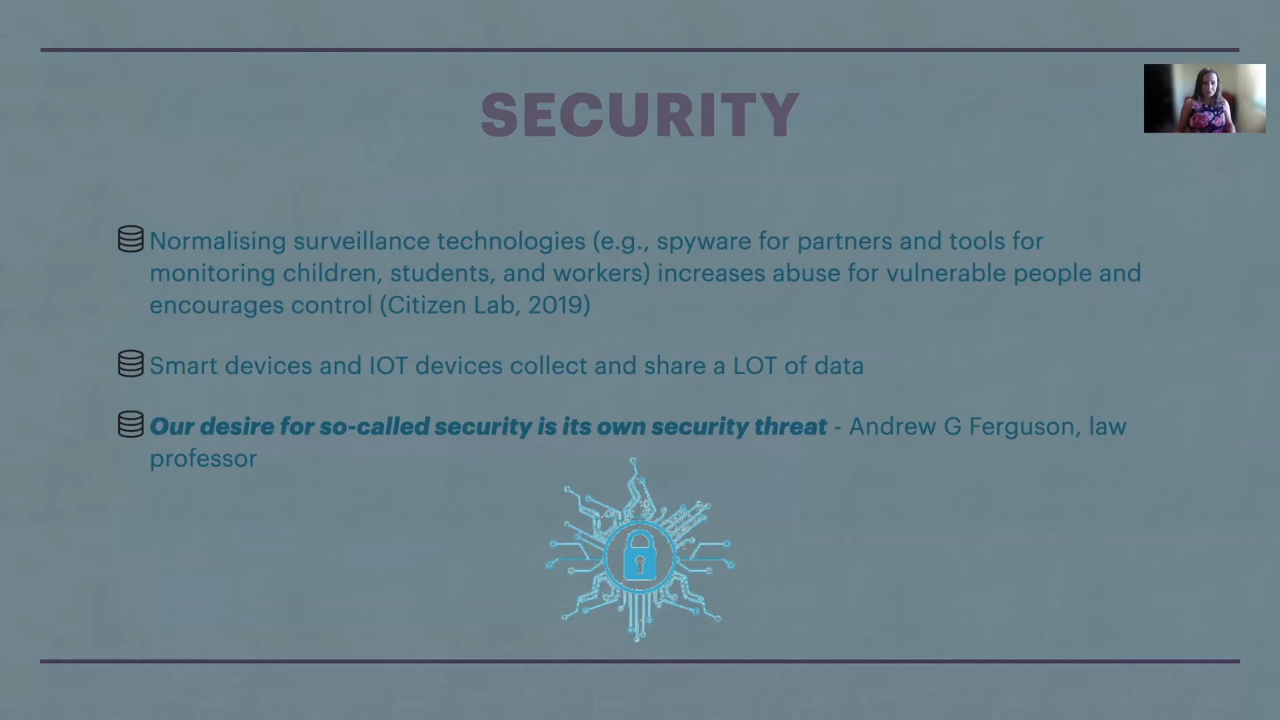 SECURITY
Normalising surveillance technologies (e.g., spyware for partners and tools for
monitoring children, students, and workers) increases abuse for vulnerable people and
encourages control (Citizen Lab, 2019)
Smart devices and IOT devices collect and share a LOT of data
Our desire for so-called security is its own security threat - Andrew G Ferguson, law
professor